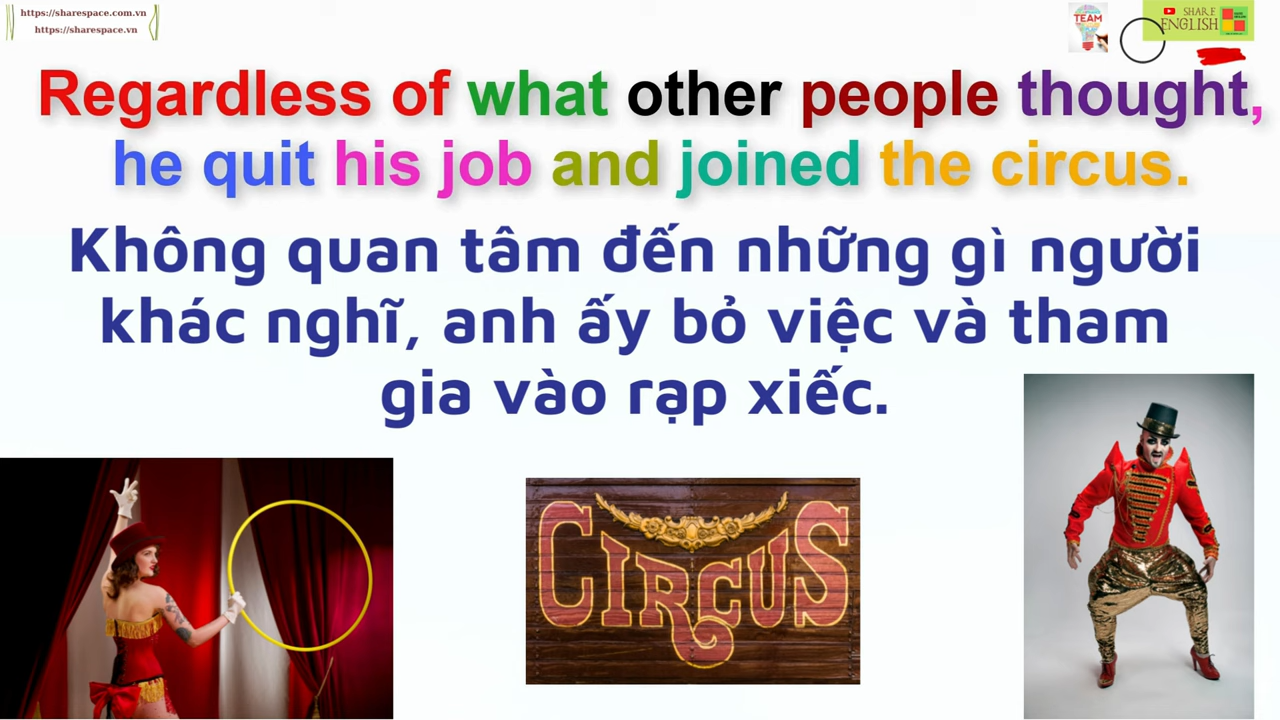 https://sharespace.com.vn
https://sharespace.vn
TEAM
SHARE
ENGLISH
Regardless of what other people thought,
he quit his job and joined the circus.
Không quan tâm đến những gì người
khác nghĩ, anh ấy bỏ việc và tham
gia vào rạp xiếc.
CIRCUS